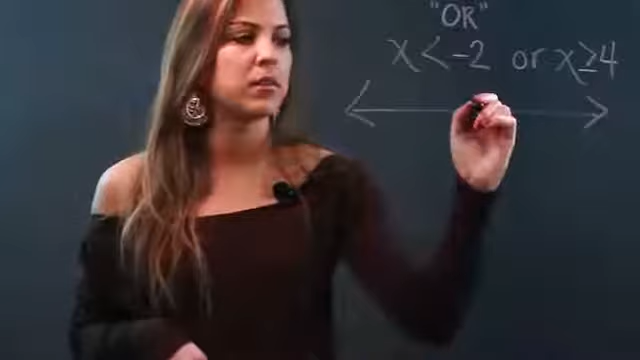 "OR"
x < -2 or x ≥ 4